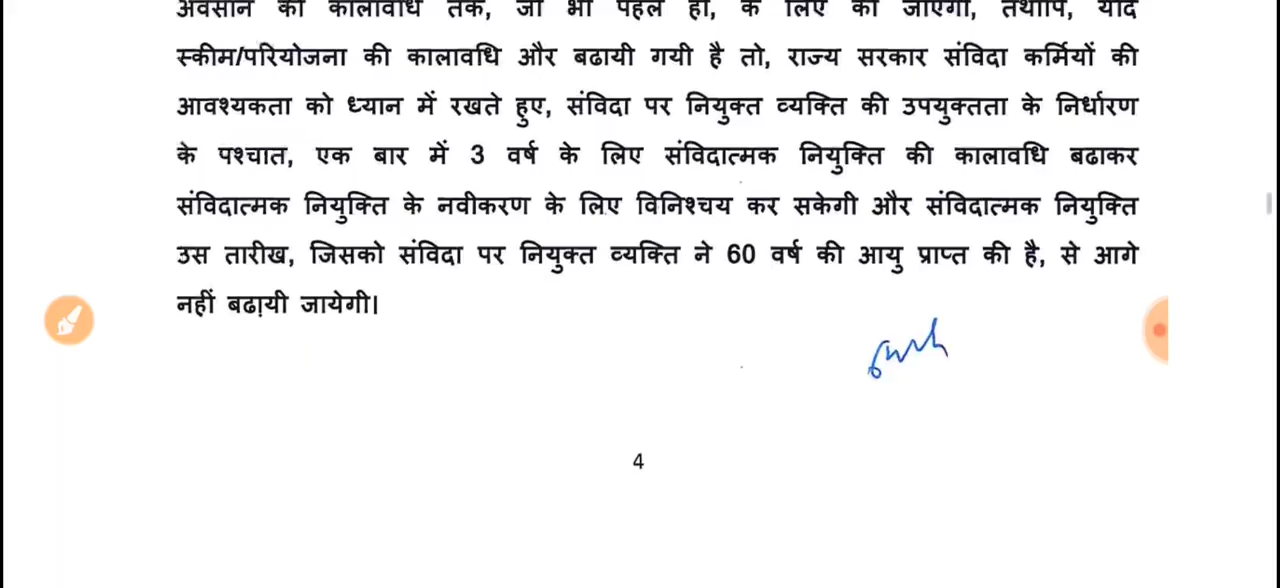 अवसान की कालावधि तक, जो भी पहले हो, के लिए की जाएगी, तथापि, यदि
स्कीम/परियोजना की कालावधि और बढायी गयी है तो, राज्य सरकार संविदा कर्मियों की
आवश्यकता को ध्यान में रखते हुए, संविदा पर नियुक्त व्यक्ति की उपयुक्तता के निर्धारण
के पश्चात, एक बार में 3 वर्ष के लिए संविदात्मक नियुक्ति की कालावधि बढाकर
संविदात्मक नियुक्ति के नवीकरण के लिए विनिश्चय कर सकेगी और संविदात्मक नियुक्ति
उस तारीख, जिसको संविदा पर नियुक्त व्यक्ति ने 60 वर्ष की आयु प्राप्त की है, से आगे
नहीं बढा़यी जायेगी।
4